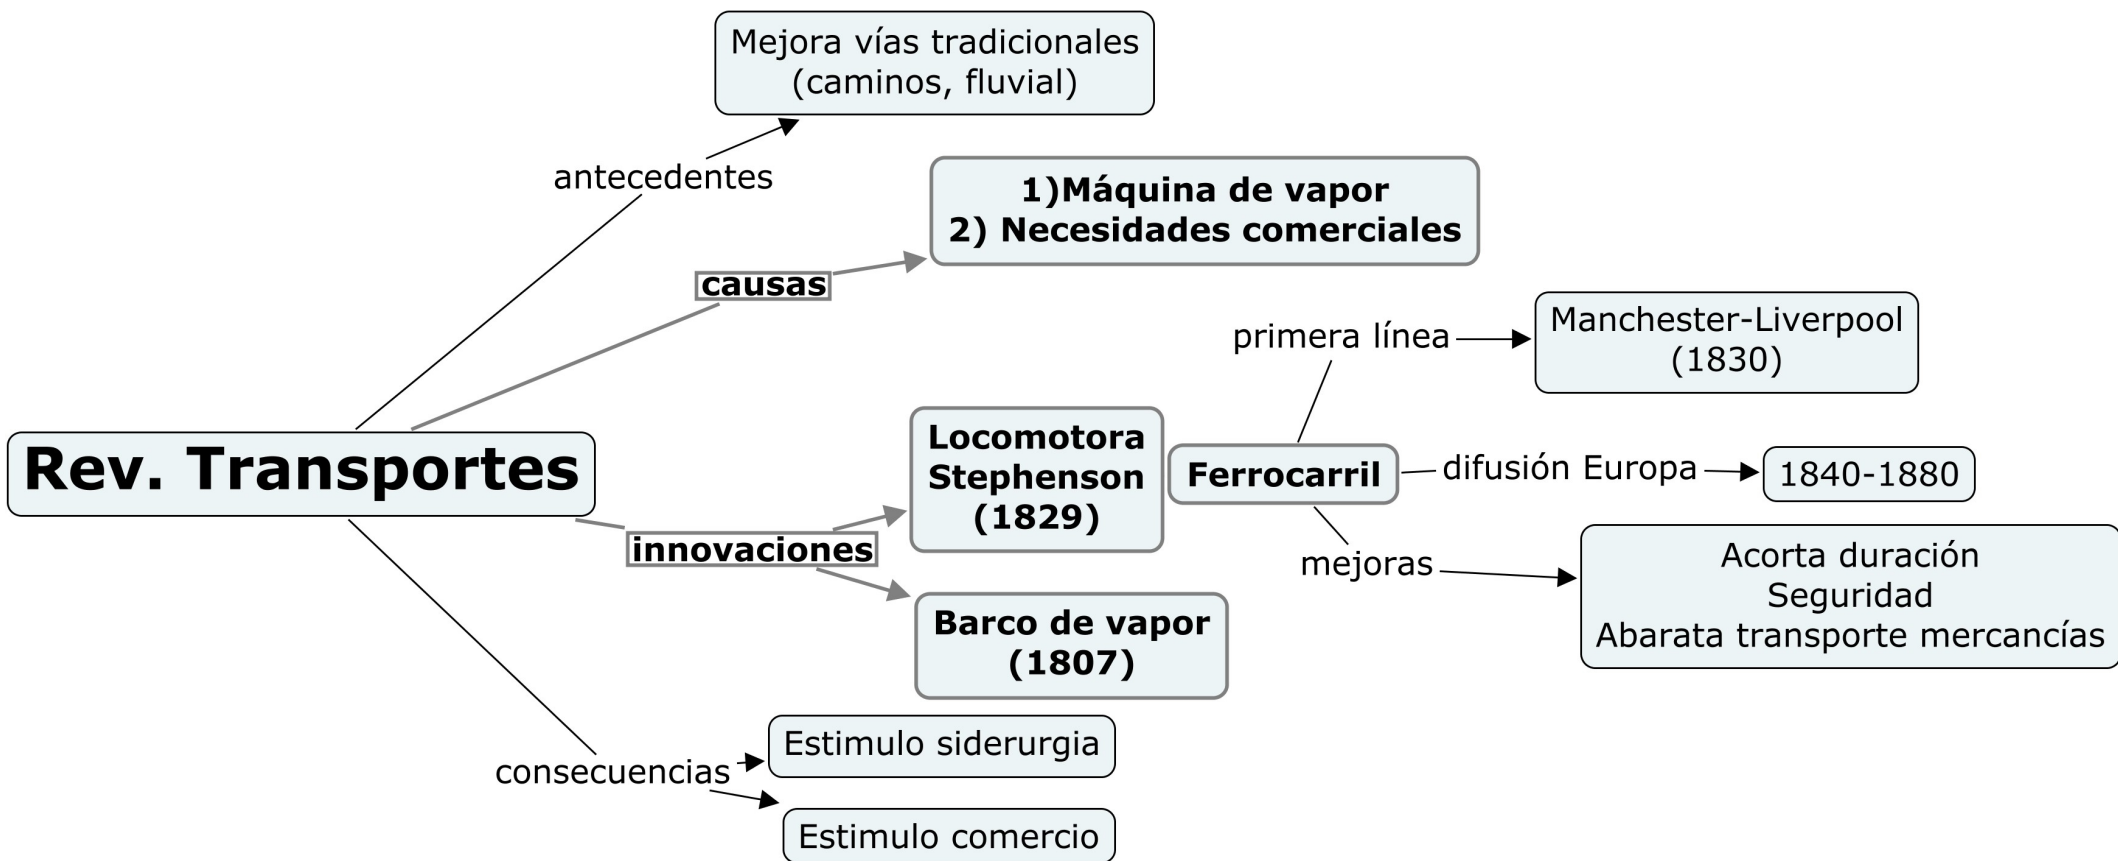 Mejora vías tradicionales
(caminos, fluvial)
antecedentes
1)Máquina de vapor
2) Necesidades comerciales
causas
primera línea
Manchester-Liverpool
(1830)
Rev. Transportes
Locomotora
Stephenson
(1829)
Ferrocarril
difusión Europa
1840-1880
innovaciones
mejoras
Acorta duración
Seguridad
Abarata transporte mercancías
Barco de vapor
(1807)
consecuencias
Estimulo siderurgia
Estimulo comercio